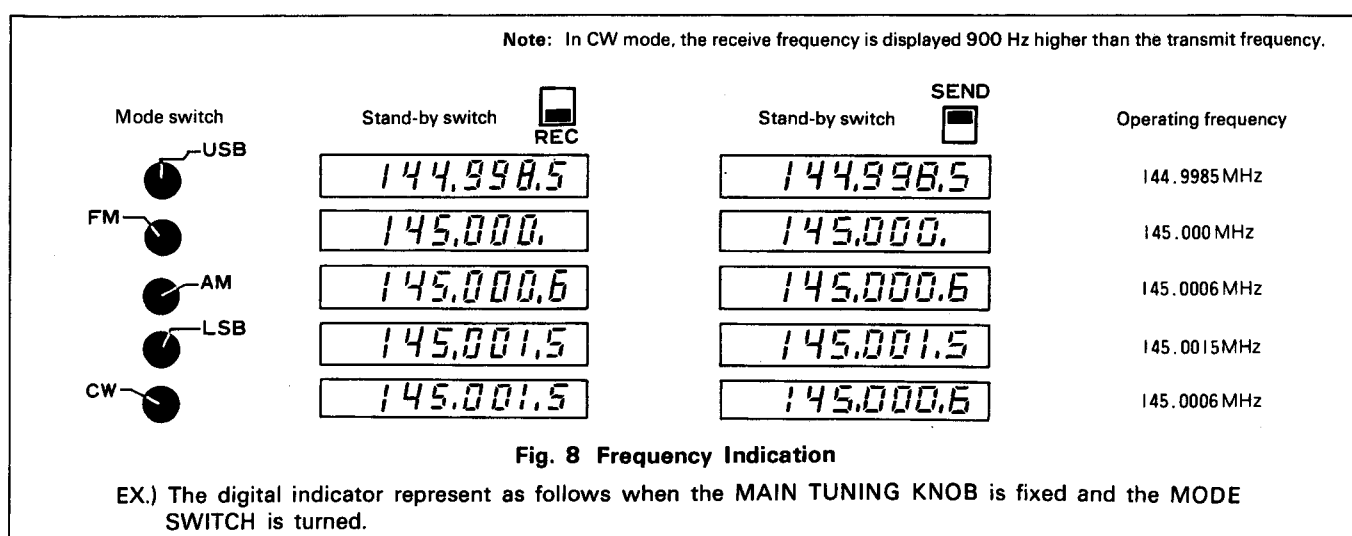 Note: In CW mode, the receive frequency is displayed 900 Hz higher than the transmit frequency.
Mode switch Stand-by switch REC Stand-by switch SEND Operating frequency
USB 144.998.5 144.998.5 144.9985 MHz
FM 145.000. 145.000. 145.000 MHz
AM 145.000.6 145.000.6 145.0006 MHz
LSB 145.001.5 145.001.5 145.0015 MHz
CW 145.001.5 145.000.6 145.0006 MHz
Fig. 8 Frequency Indication
EX.) The digital indicator represent as follows when the MAIN TUNING KNOB is fixed and the MODE
SWITCH is turned.